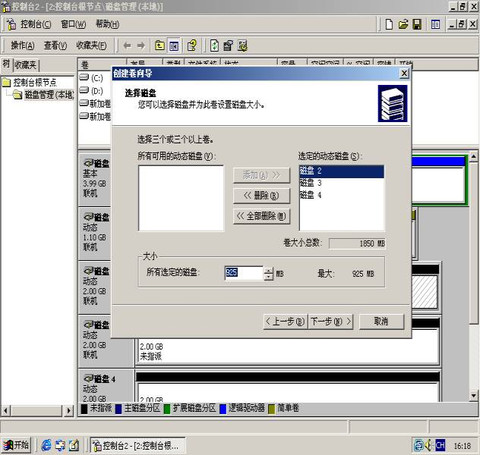 控制台2 - [2:控制台根节点\磁盘管理(本地)]
控制台(C) 窗口(W) 帮助(H)
操作(A) 查看(V) 收藏夹(F)
树 收藏夹
控制台根节点
磁盘管理(本地)
卷
(C:)
(D:)
新加卷
新加卷
新加卷
创建卷向导
选择磁盘
您可以选择磁盘并为此卷设置磁盘大小。
选择三个或三个以上卷。
所有可用的动态磁盘(V):
选定的动态磁盘(S):
添加(A) >>
<< 删除(R)
<< 全部删除(M)
磁盘 2
磁盘 3
磁盘 4
卷大小总数: 1850 MB
大小
所有选定的磁盘: 925 MB
最大: 925 MB
< 上一步(B) 下一步(N) > 取消
磁盘
基本
3.99 GB
联机
磁盘
动态
1.10 GB
联机
磁盘
动态
2.00 GB
联机
磁盘
动态
2.00 GB
联机
2.00 GB
未指派
磁盘 4
动态
2.00 GB
2.00 GB
未指派 主磁盘分区 扩展磁盘分区 逻辑驱动器 简单卷
开始
控制台2 - [2:控制台根...
CH
16:18